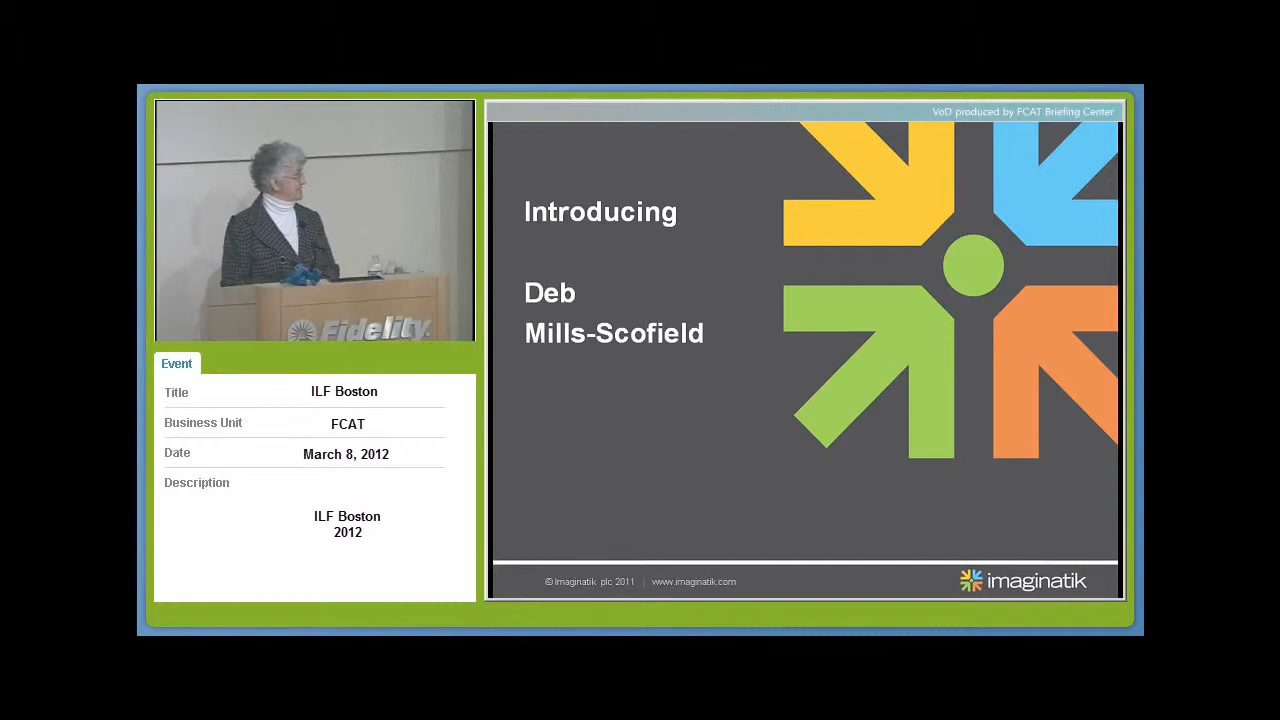 VoD produced by FCAT Briefing Center
Introducing
Deb
Mills-Scofield
Fidelity
Event
Title ILF Boston
Business Unit FCAT
Date March 8, 2012
Description
ILF Boston
2012
© Imaginatik plc 2011 | www.imaginatik.com
imaginatik